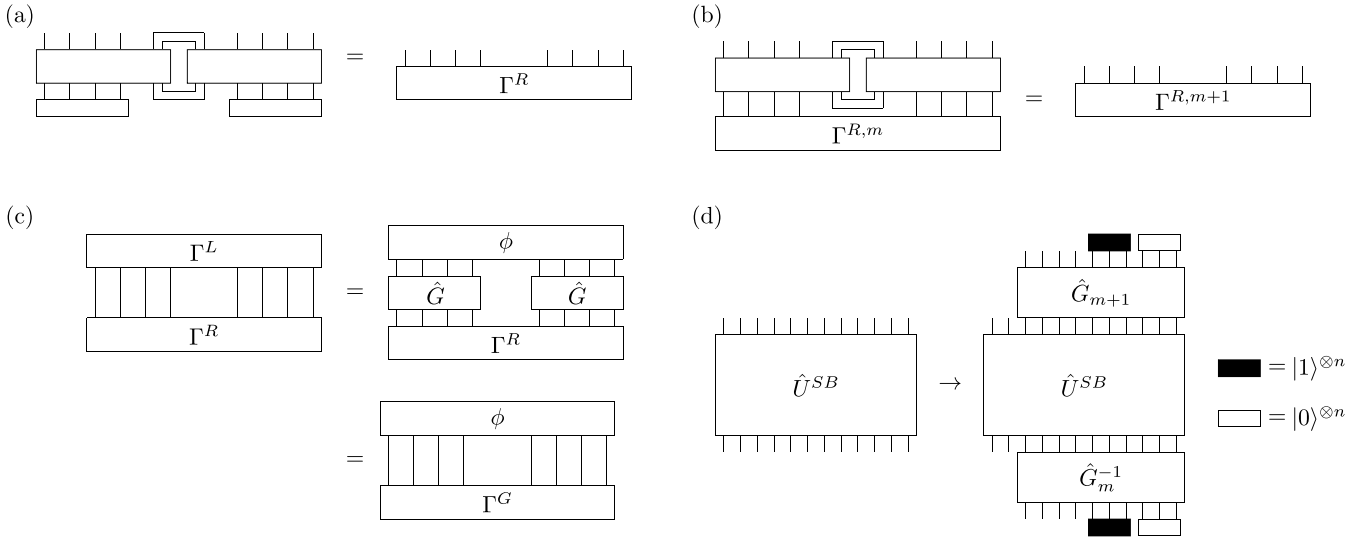 (a)
=
Γ^R
(b)
Γ^{R,m}
=
Γ^{R,m+1}
(c)
Γ^L
Γ^R
=
ϕ
Ĝ Ĝ
Γ^R
=
ϕ
Γ^G
(d)
Û^{SB}
→
Ĝ_{m+1}
Û^{SB}
Ĝ_m^{-1}
= |1⟩^{⊗n}
= |0⟩^{⊗n}